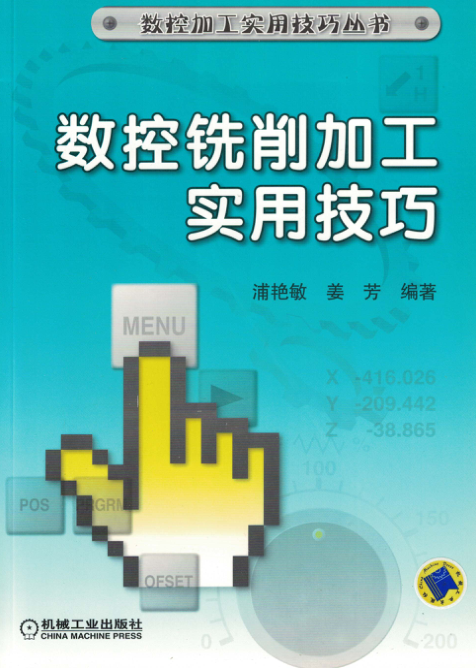 数控加工实用技巧丛书
1
H
数控铣削加工
实用技巧
浦艳敏 姜 芳 编著
MENU
X -416.026
Y -209.442
Z -38.865
100
POS
PRGRM
150
OFSET
机械工业出版社
CHINA MACHINE PRESS
0
200